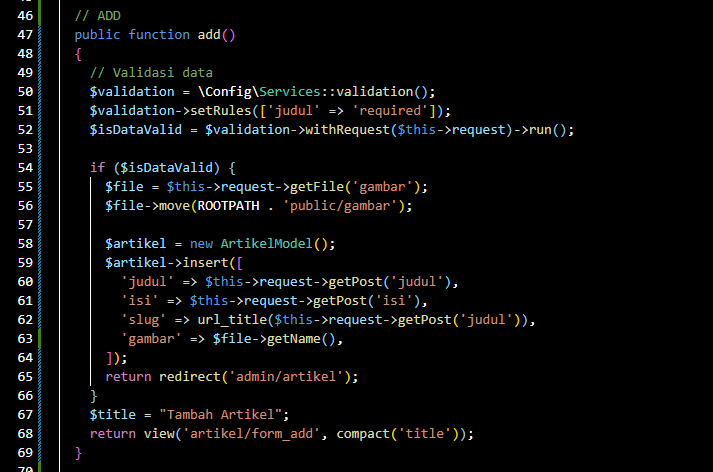 46 // ADD
47 public function add()
48 {
49 // Validasi data
50 $validation = \Config\Services::validation();
51 $validation->setRules(['judul' => 'required']);
52 $isDataValid = $validation->withRequest($this->request)->run();
53
54 if ($isDataValid) {
55 $file = $this->request->getFile('gambar');
56 $file->move(ROOTPATH . 'public/gambar');
57
58 $artikel = new ArtikelModel();
59 $artikel->insert([
60 'judul' => $this->request->getPost('judul'),
61 'isi' => $this->request->getPost('isi'),
62 'slug' => url_title($this->request->getPost('judul')),
63 'gambar' => $file->getName(),
64 ]);
65 return redirect('admin/artikel');
66 }
67 $title = "Tambah Artikel";
68 return view('artikel/form_add', compact('title'));
69 }